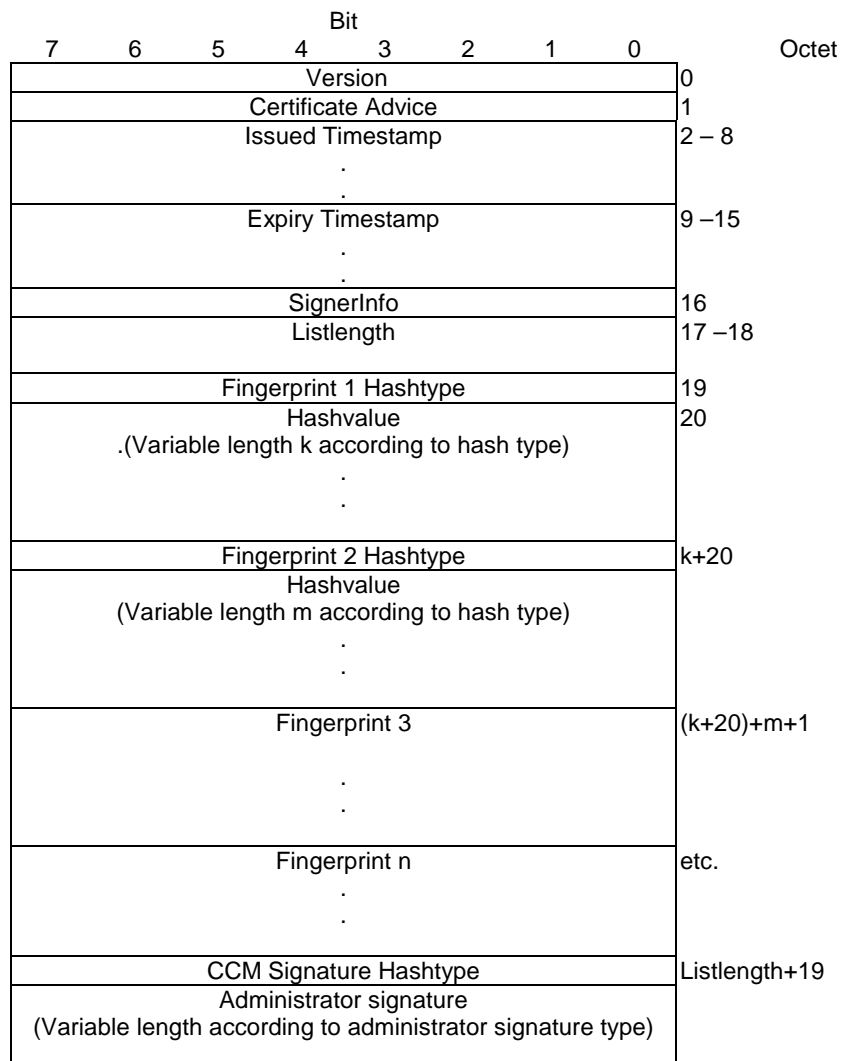 Bit
7 6 5 4 3 2 1 0 Octet
Version 0
Certificate Advice 1
Issued Timestamp 2 – 8
.
.
Expiry Timestamp 9 –15
.
.
SignerInfo 16
Listlength 17 –18
Fingerprint 1 Hashtype 19
Hashvalue 20
.(Variable length k according to hash type)
.
.
Fingerprint 2 Hashtype k+20
Hashvalue
(Variable length m according to hash type)
.
.
Fingerprint 3 (k+20)+m+1
.
.
Fingerprint n etc.
.
.
CCM Signature Hashtype Listlength+19
Administrator signature
(Variable length according to administrator signature type)